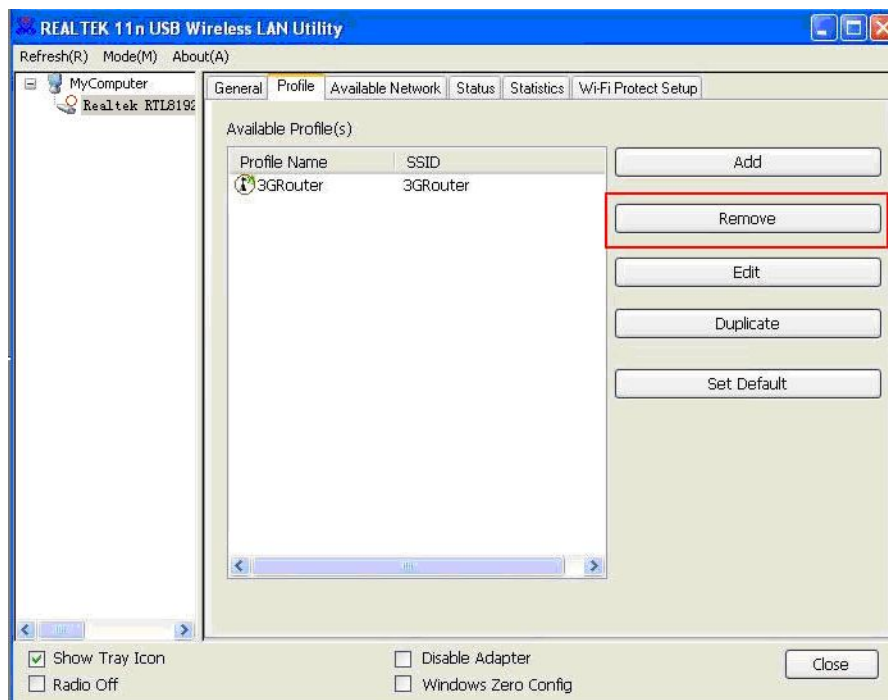 REALTEK 11n USB Wireless LAN Utility
Refresh(R) Mode(M) About(A)
MyComputer
Realtek RTL8192
General Profile Available Network Status Statistics Wi-Fi Protect Setup
Available Profile(s)
Profile Name SSID
3GRouter 3GRouter
Add
Remove
Edit
Duplicate
Set Default
Show Tray Icon
Radio Off
Disable Adapter
Windows Zero Config
Close